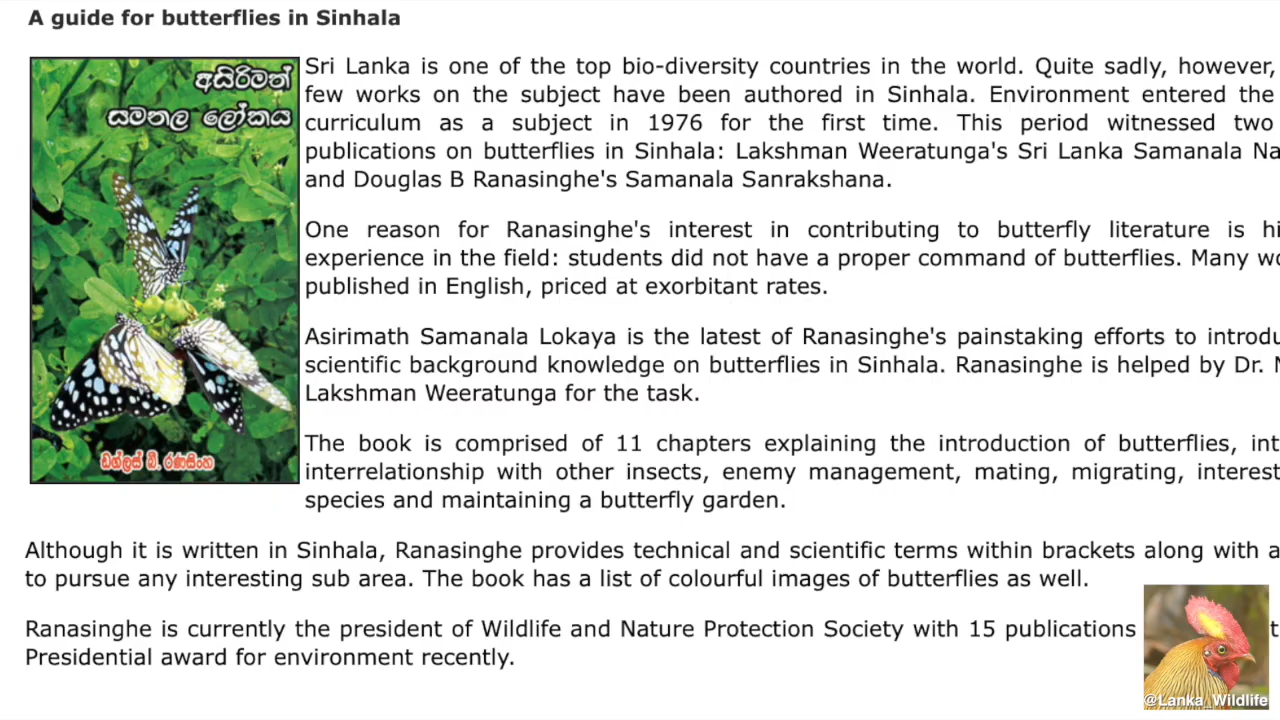 A guide for butterflies in Sinhala
අසිරිමත්
සමනල ලෝකය
ඩග්ලස් බී. රණසිංහ
Sri Lanka is one of the top bio-diversity countries in the world. Quite sadly, however,
few works on the subject have been authored in Sinhala. Environment entered the
curriculum as a subject in 1976 for the first time. This period witnessed two
publications on butterflies in Sinhala: Lakshman Weeratunga's Sri Lanka Samanala
and Douglas B Ranasinghe's Samanala Sanrakshana.
One reason for Ranasinghe's interest in contributing to butterfly literature is
experience in the field: students did not have a proper command of butterflies. Many
published in English, priced at exorbitant rates.
Asirimath Samanala Lokaya is the latest of Ranasinghe's painstaking efforts to
scientific background knowledge on butterflies in Sinhala. Ranasinghe is helped by Dr.
Lakshman Weeratunga for the task.
The book is comprised of 11 chapters explaining the introduction of butterflies,
interrelationship with other insects, enemy management, mating, migrating,
species and maintaining a butterfly garden.
Although it is written in Sinhala, Ranasinghe provides technical and scientific terms within brackets along with
to pursue any interesting sub area. The book has a list of colourful images of butterflies as well.
Ranasinghe is currently the president of Wildlife and Nature Protection Society with 15 publications
Presidential award for environment recently.
@Lanka_Wildlife